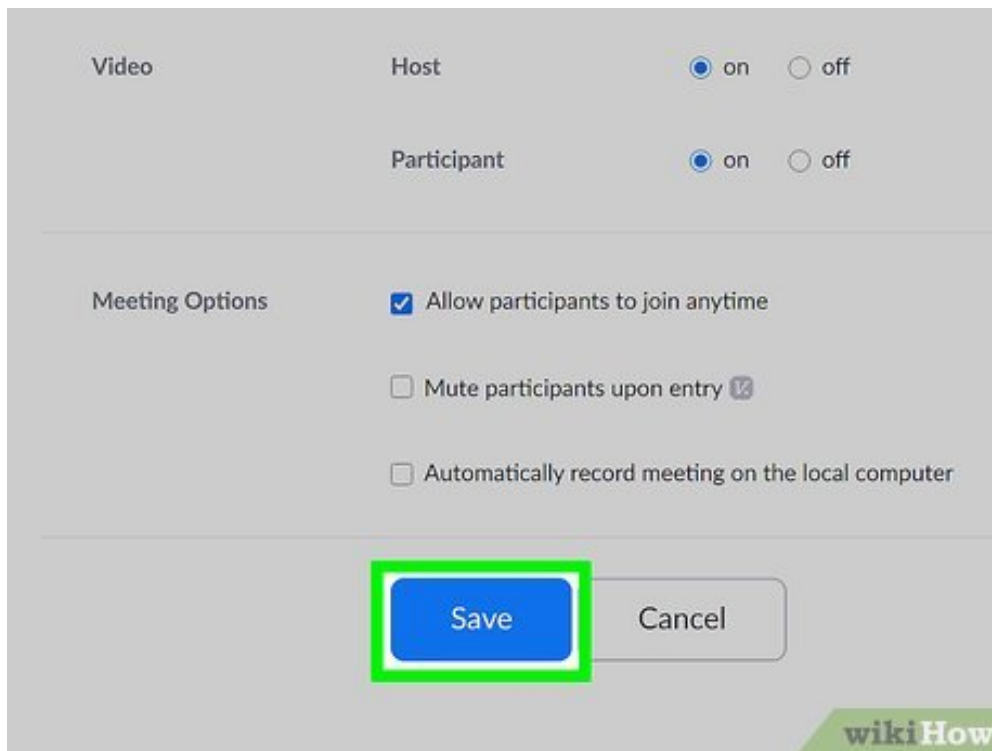 Video Host on off
Participant on off
Meeting Options Allow participants to join anytime
Mute participants upon entry
Automatically record meeting on the local computer
Save Cancel
wikiHow